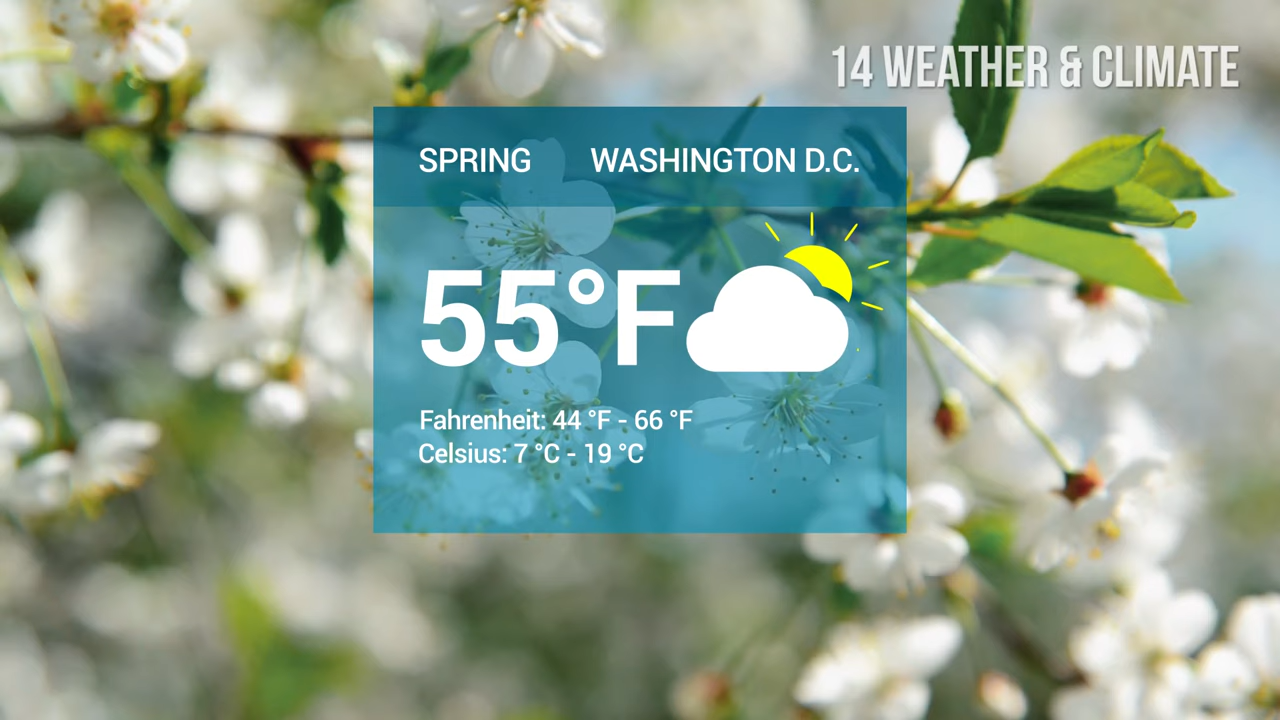 14 WEATHER & CLIMATE
SPRING WASHINGTON D.C.
55°F
Fahrenheit: 44 °F - 66 °F
Celsius: 7 °C - 19 °C